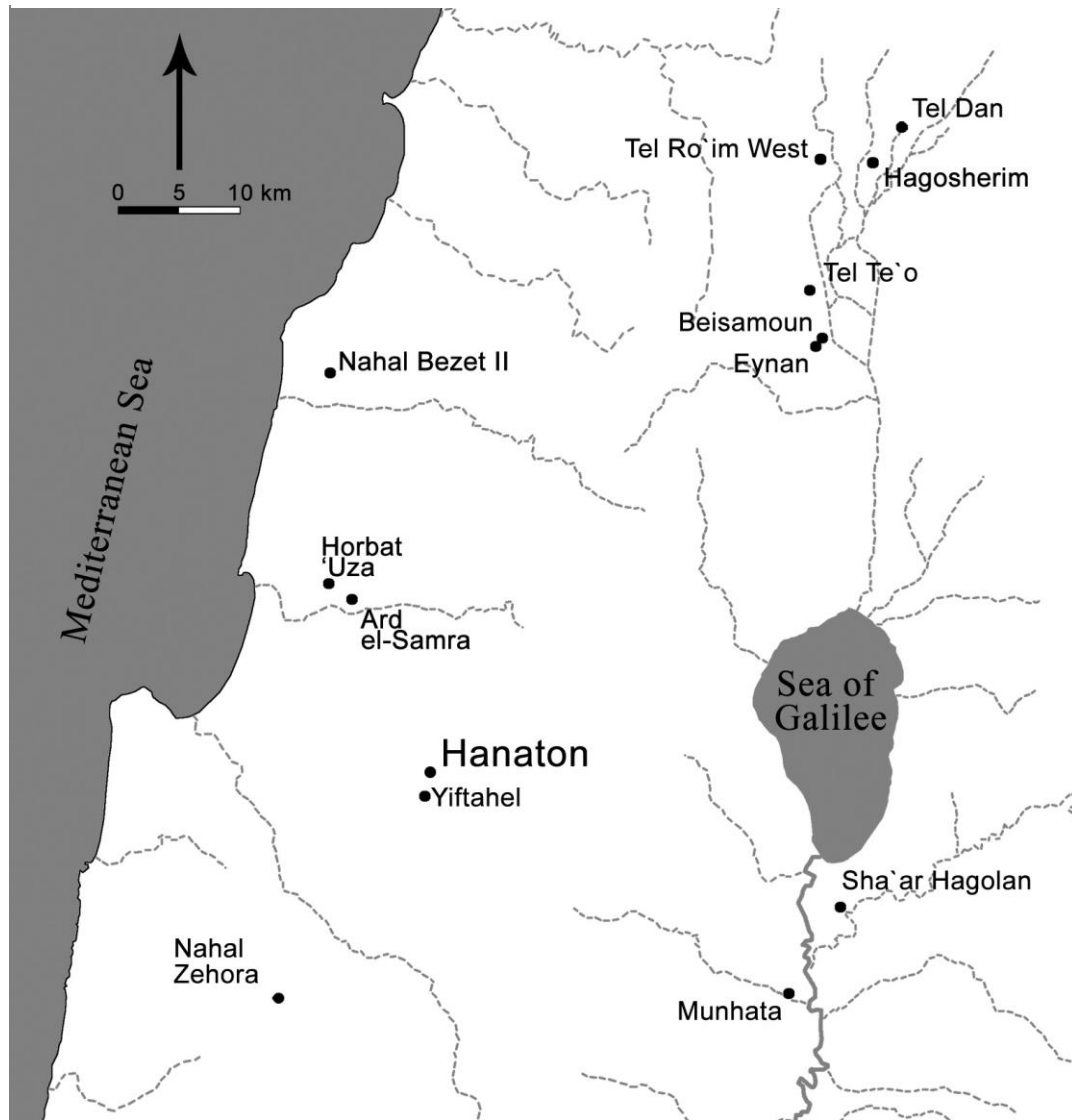 Tel Dan
Tel Ro`im West
Hagosherim
0 5 10 km
Tel Te`o
Beisamoun
Eynan
Nahal Bezet II
Mediterranean Sea
Horbat
‘Uza
Ard
el-Samra
Sea of
Galilee
Hanaton
Yiftahel
Sha`ar Hagolan
Nahal
Zehora
Munhata